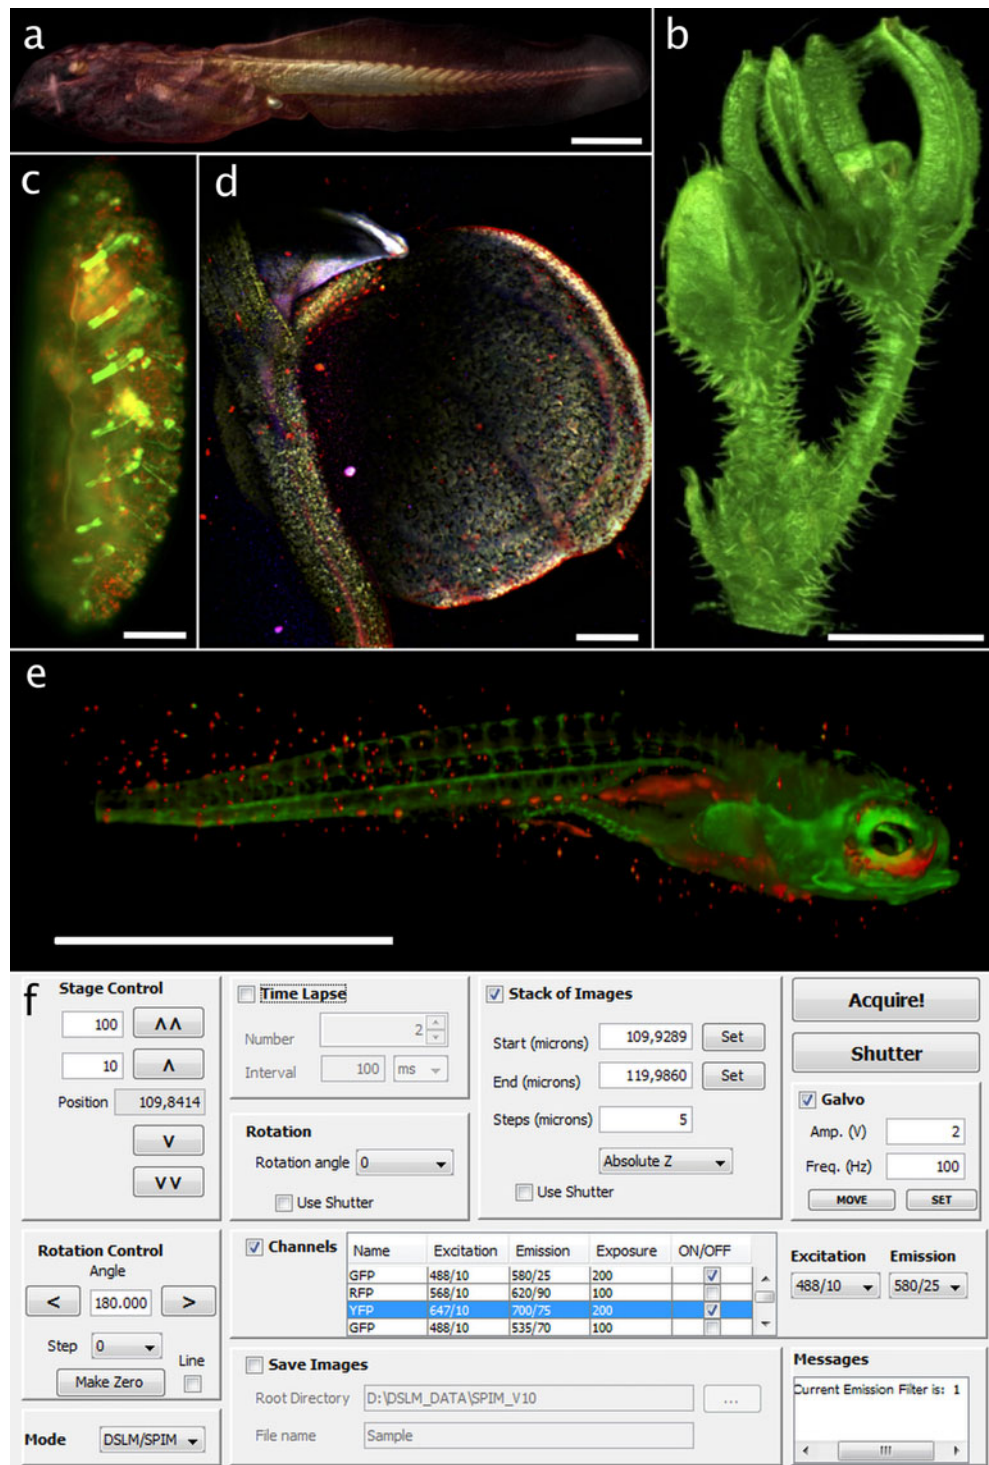 a
b
c
d
e
f
Stage Control
100
ΛΛ
10
Λ
Position 109,8414
V
VV
Time Lapse
Number 2
Interval 100 ms
Rotation
Rotation angle 0
Use Shutter
Stack of Images
Start (microns) 109,9289 Set
End (microns) 119,9860 Set
Steps (microns) 5
Absolute Z
Use Shutter
Acquire!
Shutter
Galvo
Amp. (V) 2
Freq. (Hz) 100
MOVE SET
Rotation Control
Angle
< 180.000 >
Step 0
Line
Make Zero
Mode DSLM/SPIM
Channels
Name Excitation Emission Exposure ON/OFF
GFP 488/10 580/25 200
RFP 568/10 620/90 100
YFP 647/10 700/75 200
GFP 488/10 535/70 100
Excitation Emission
488/10 580/25
Save Images
Root Directory D:\DSLM_DATA\SPIM_V10 ...
File name Sample
Messages
Current Emission Filter is: 1